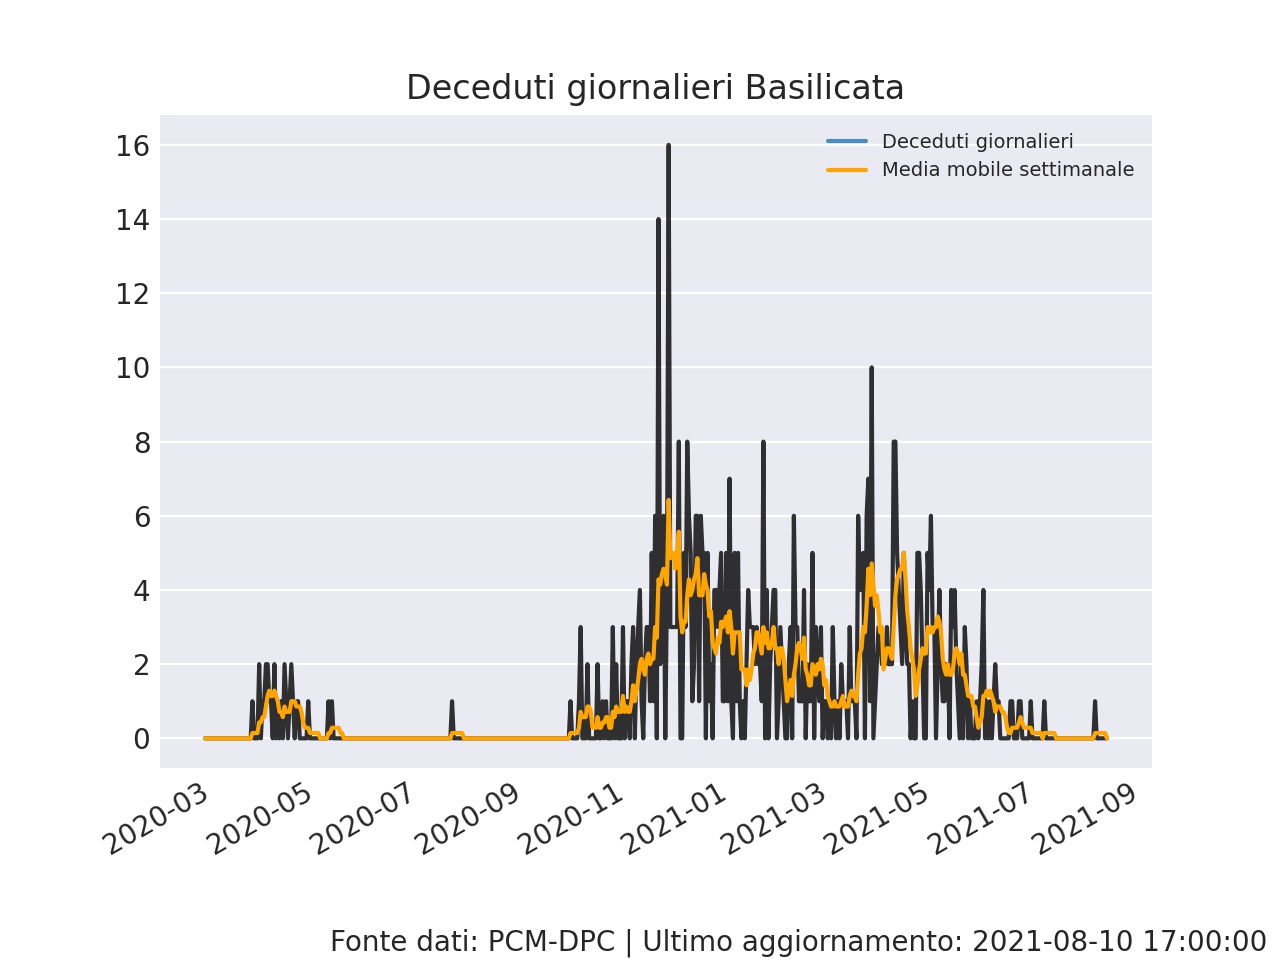 Deceduti giornalieri Basilicata
Deceduti giornalieri
Media mobile settimanale
16
14
12
10
8
6
4
2
0
2020-03 2020-05 2020-07 2020-09 2020-11 2021-01 2021-03 2021-05 2021-07 2021-09
Fonte dati: PCM-DPC | Ultimo aggiornamento: 2021-08-10 17:00:00